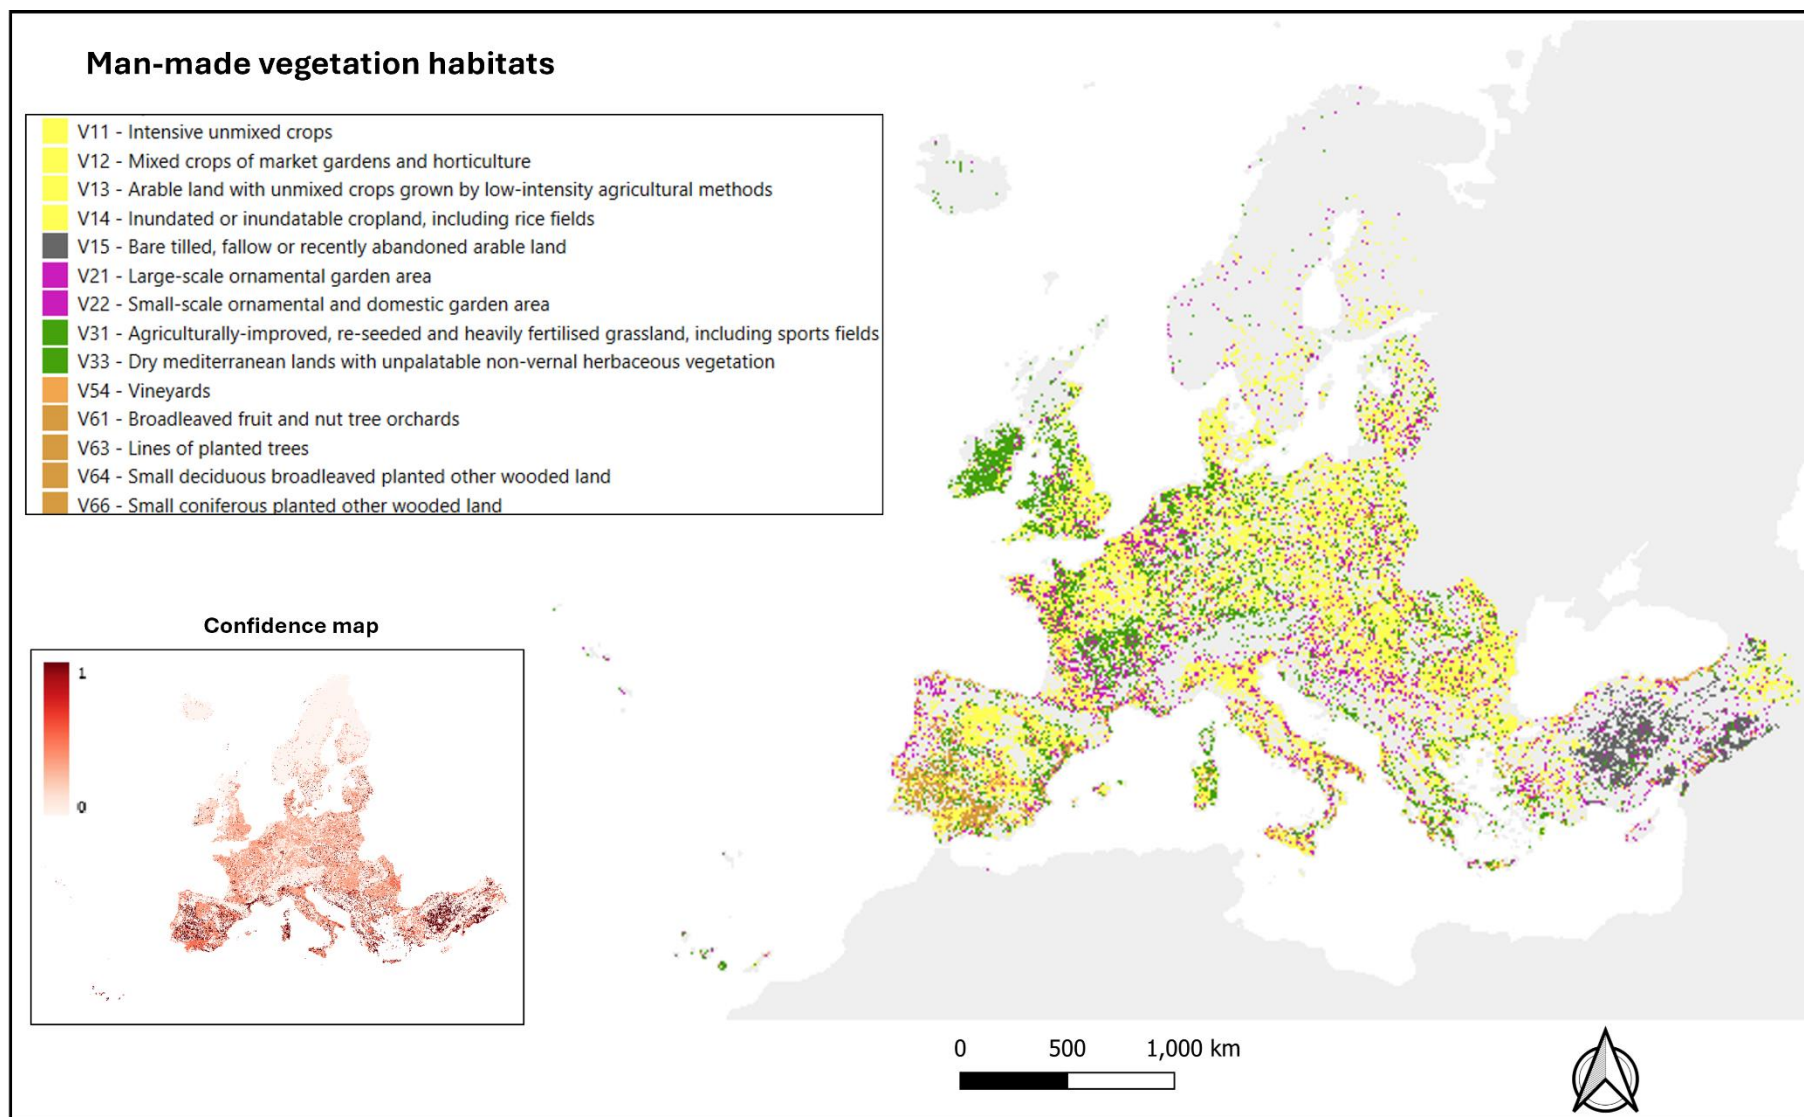 Man-made vegetation habitats
V11 - Intensive unmixed crops
V12 - Mixed crops of market gardens and horticulture
V13 - Arable land with unmixed crops grown by low-intensity agricultural methods
V14 - Inundated or inundatable cropland, including rice fields
V15 - Bare tilled, fallow or recently abandoned arable land
V21 - Large-scale ornamental garden area
V22 - Small-scale ornamental and domestic garden area
V31 - Agriculturally-improved, re-seeded and heavily fertilised grassland, including sports fields
V33 - Dry mediterranean lands with unpalatable non-vernal herbaceous vegetation
V54 - Vineyards
V61 - Broadleaved fruit and nut tree orchards
V63 - Lines of planted trees
V64 - Small deciduous broadleaved planted other wooded land
V66 - Small coniferous planted other wooded land
Confidence map
1
0
0 500 1,000 km